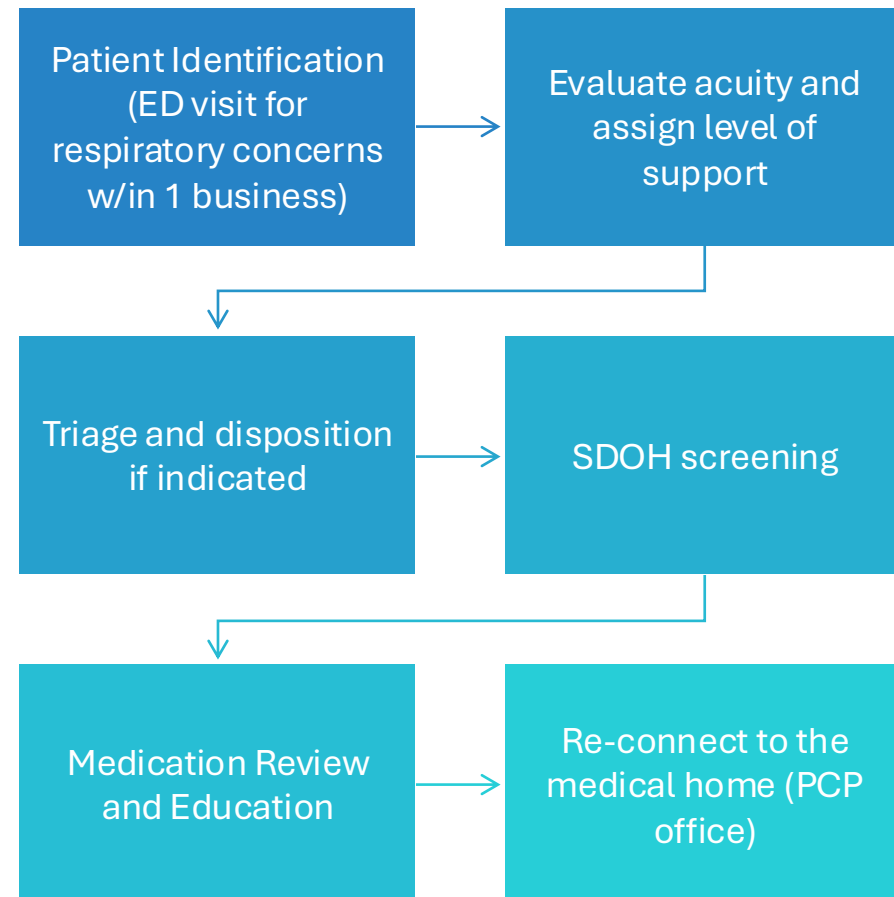 Patient Identification
(ED visit for
respiratory concerns
w/in 1 business)
Evaluate acuity and
assign level of
support
Triage and disposition
if indicated
SDOH screening
Medication Review
and Education
Re-connect to the
medical home (PCP
office)